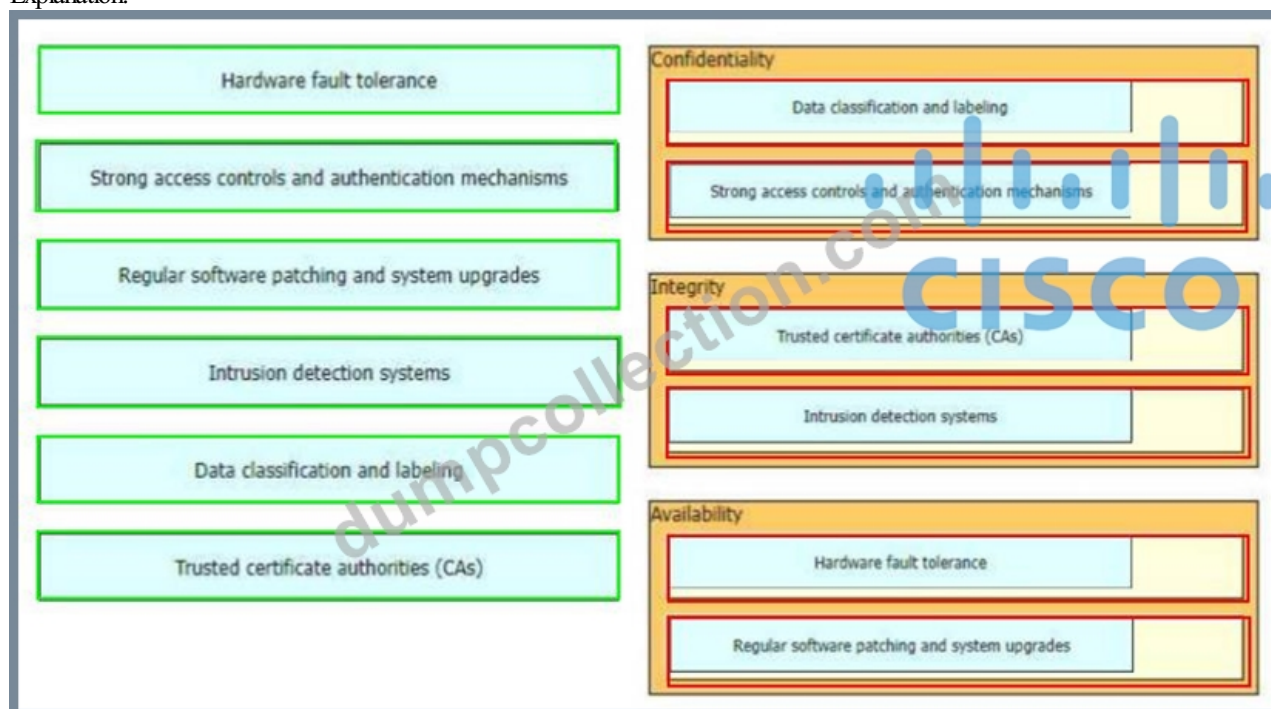 Explanation:
Hardware fault tolerance
Strong access controls and authentication mechanisms
Regular software patching and system upgrades
Intrusion detection systems
Data classification and labeling
Trusted certificate authorities (CAs)
Confidentiality
Data classification and labeling
Strong access controls and authentication mechanisms
Integrity
Trusted certificate authorities (CAs)
Intrusion detection systems
Availability
Hardware fault tolerance
Regular software patching and system upgrades
CISCO
dumpcollection.com